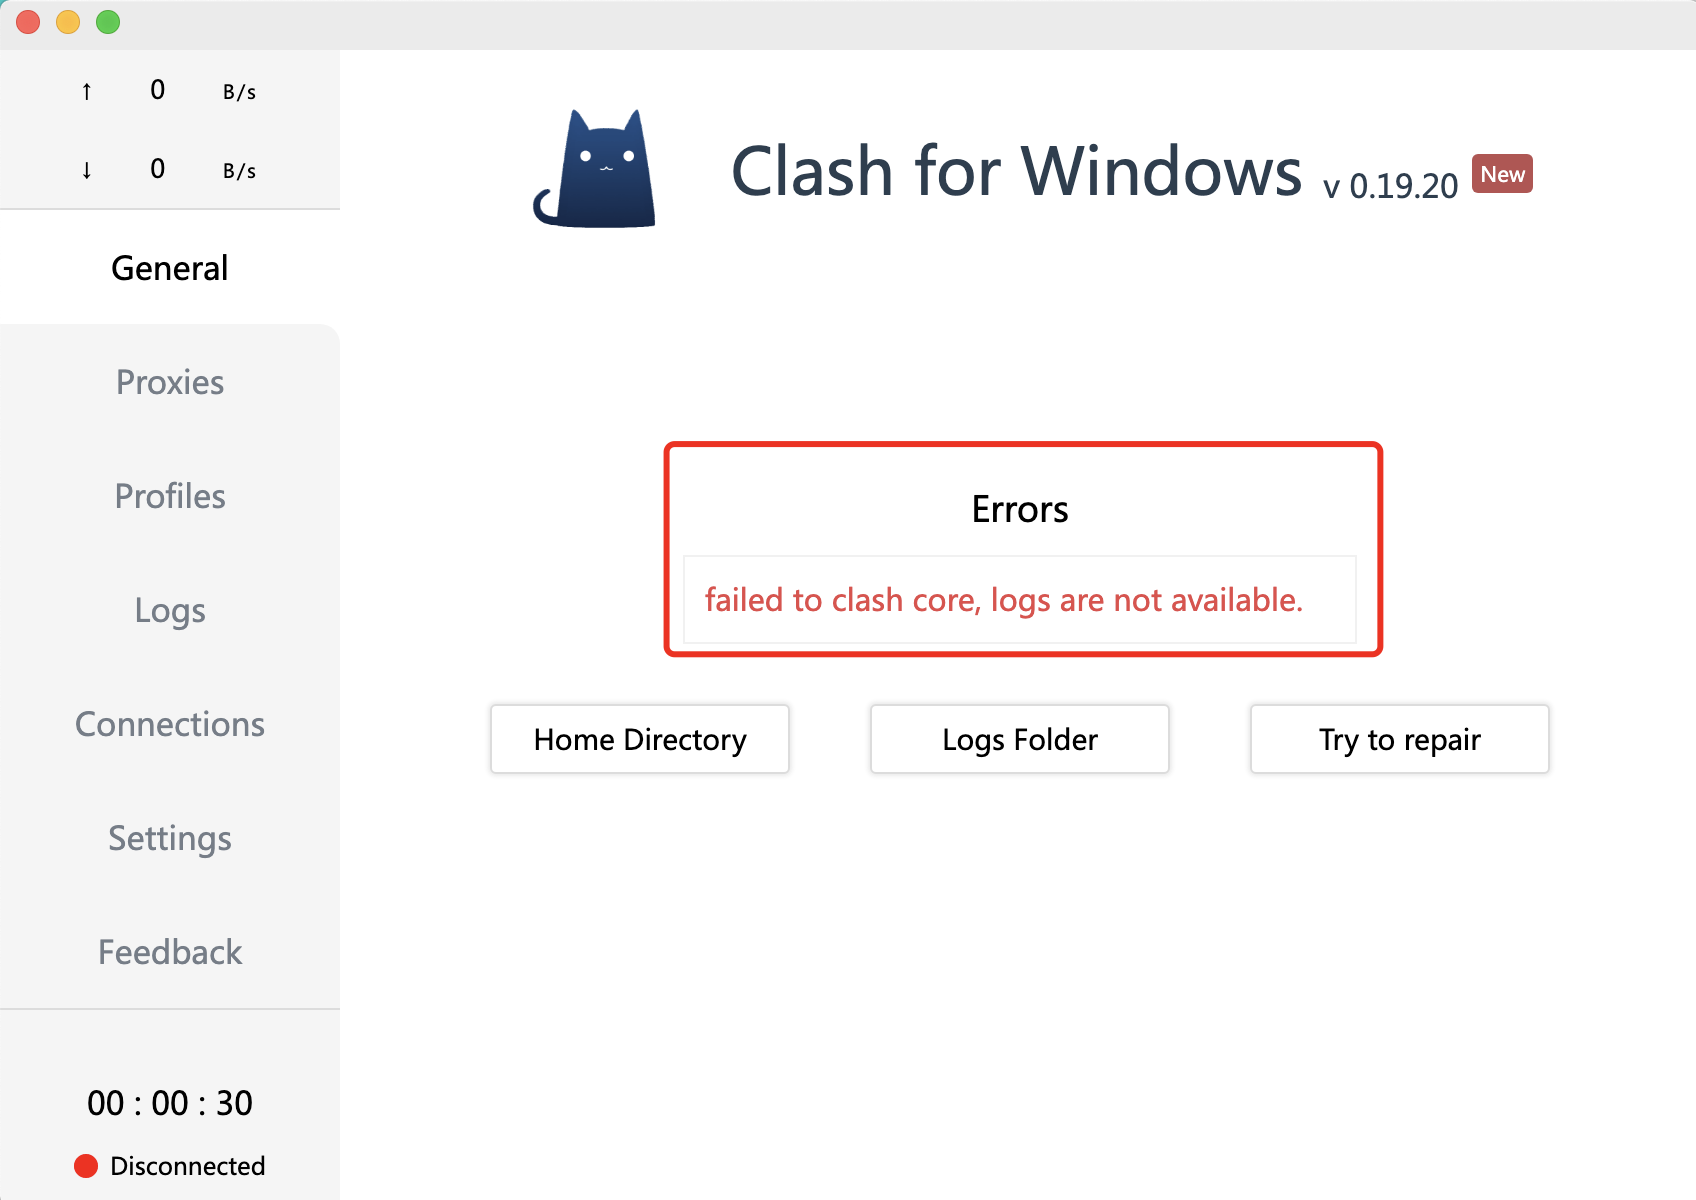 ↑ 0 B/s
↓ 0 B/s
General
Proxies
Profiles
Logs
Connections
Settings
Feedback
00 : 00 : 30
Disconnected
Clash for Windows v 0.19.20 New
Errors
failed to clash core, logs are not available.
Home Directory
Logs Folder
Try to repair